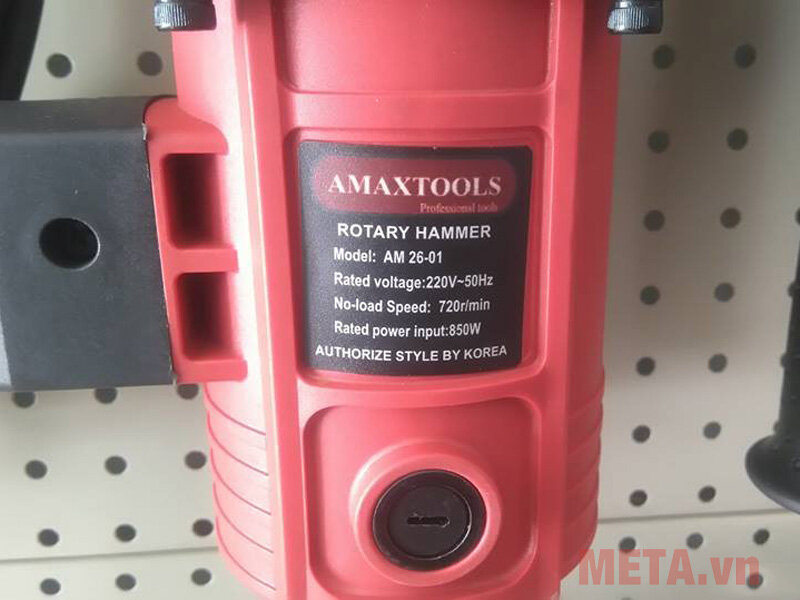 AMAXTOOLS
Professional tools
ROTARY HAMMER
Model: AM 26-01
Rated voltage:220V~50Hz
No-load Speed: 720r/min
Rated power input:850W
AUTHORIZE STYLE BY KOREA
META.vn